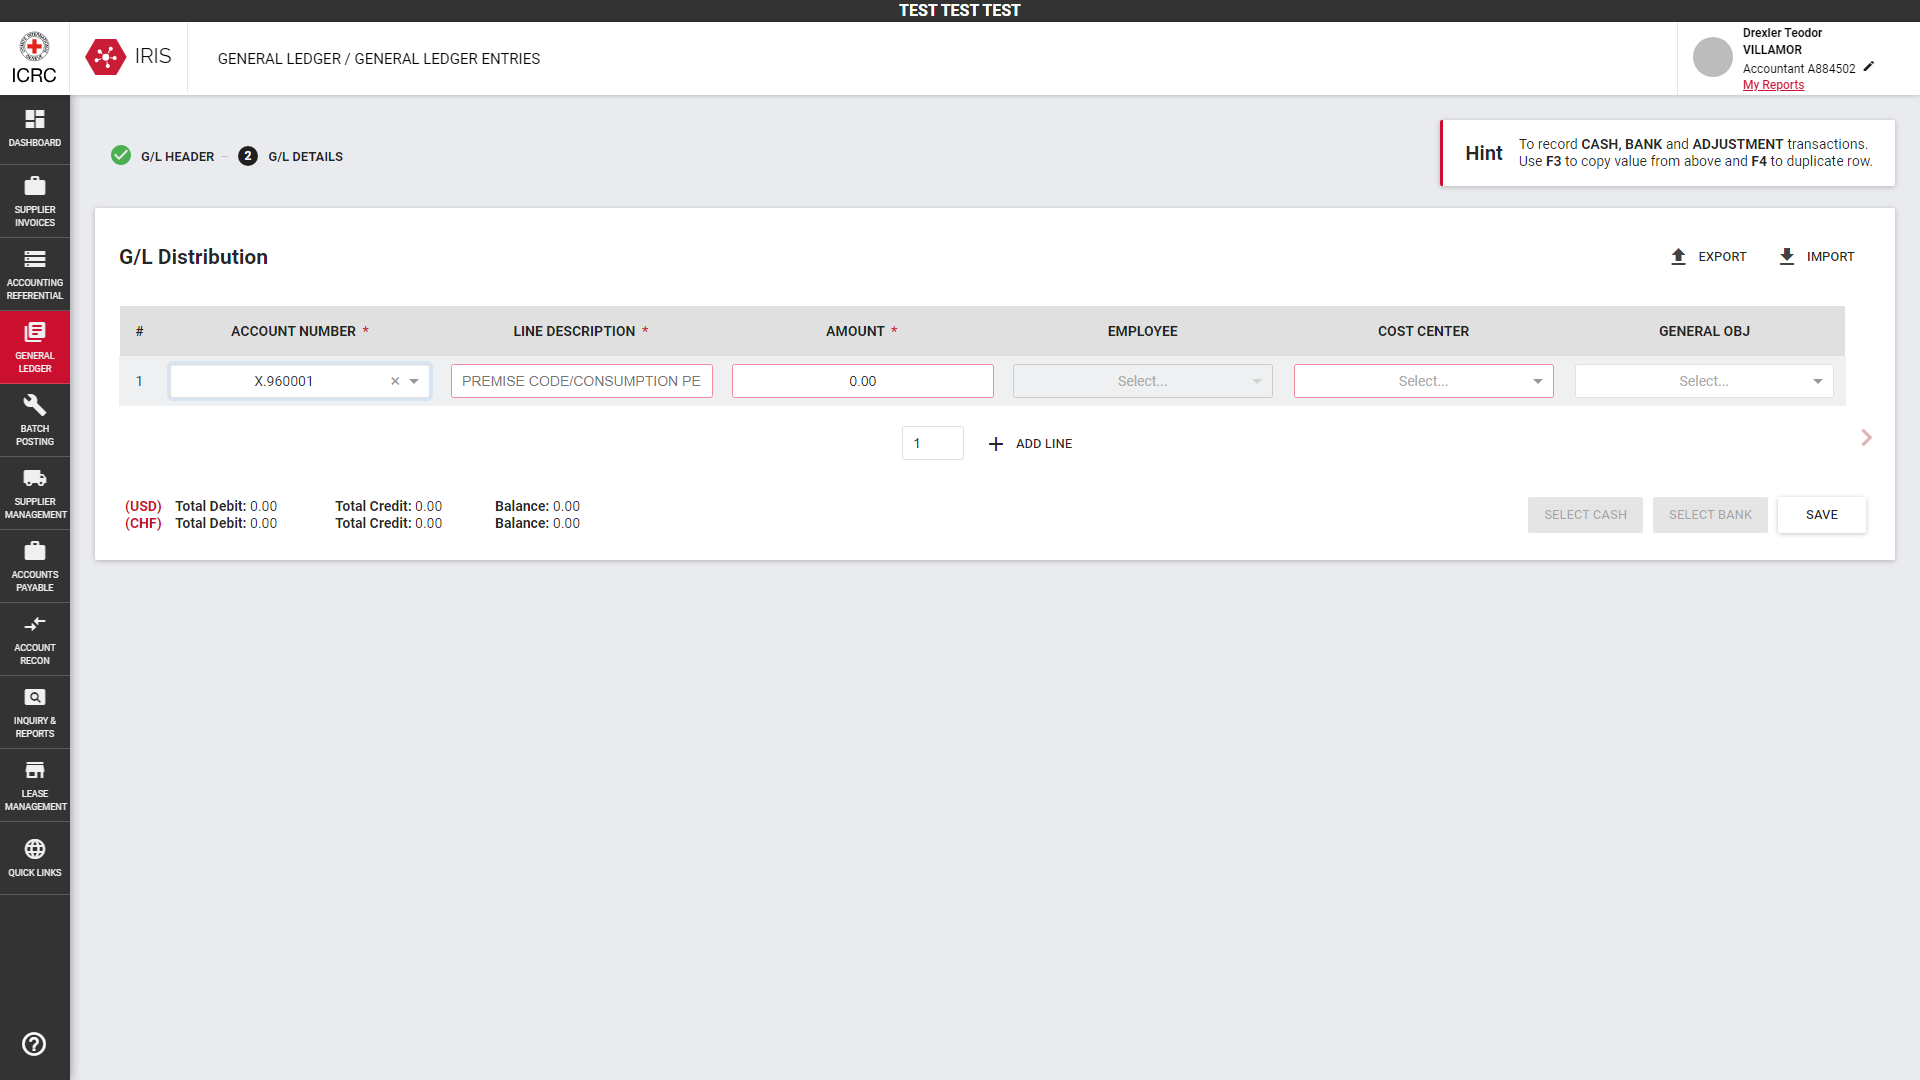 TEST TEST TEST
ICRC
IRIS
GENERAL LEDGER / GENERAL LEDGER ENTRIES
Drexler Teodor
VILLAMOR
Accountant A884502
My Reports
DASHBOARD
SUPPLIER
INVOICES
ACCOUNTING
REFERENTIAL
GENERAL
LEDGER
BATCH
POSTING
SUPPLIER
MANAGEMENT
ACCOUNTS
PAYABLE
ACCOUNT
RECON
INQUIRY &
REPORTS
LEASE
MANAGEMENT
QUICK LINKS
G/L HEADER
2 G/L DETAILS
Hint
To record CASH, BANK and ADJUSTMENT transactions.
Use F3 to copy value from above and F4 to duplicate row.
G/L Distribution
EXPORT
IMPORT
# ACCOUNT NUMBER * LINE DESCRIPTION * AMOUNT * EMPLOYEE COST CENTER GENERAL OBJ
1 X.960001 PREMISE CODE/CONSUMPTION PE 0.00 Select... Select... Select...
1 ADD LINE
(USD) Total Debit: 0.00 Total Credit: 0.00 Balance: 0.00
(CHF) Total Debit: 0.00 Total Credit: 0.00 Balance: 0.00
SELECT CASH SELECT BANK SAVE